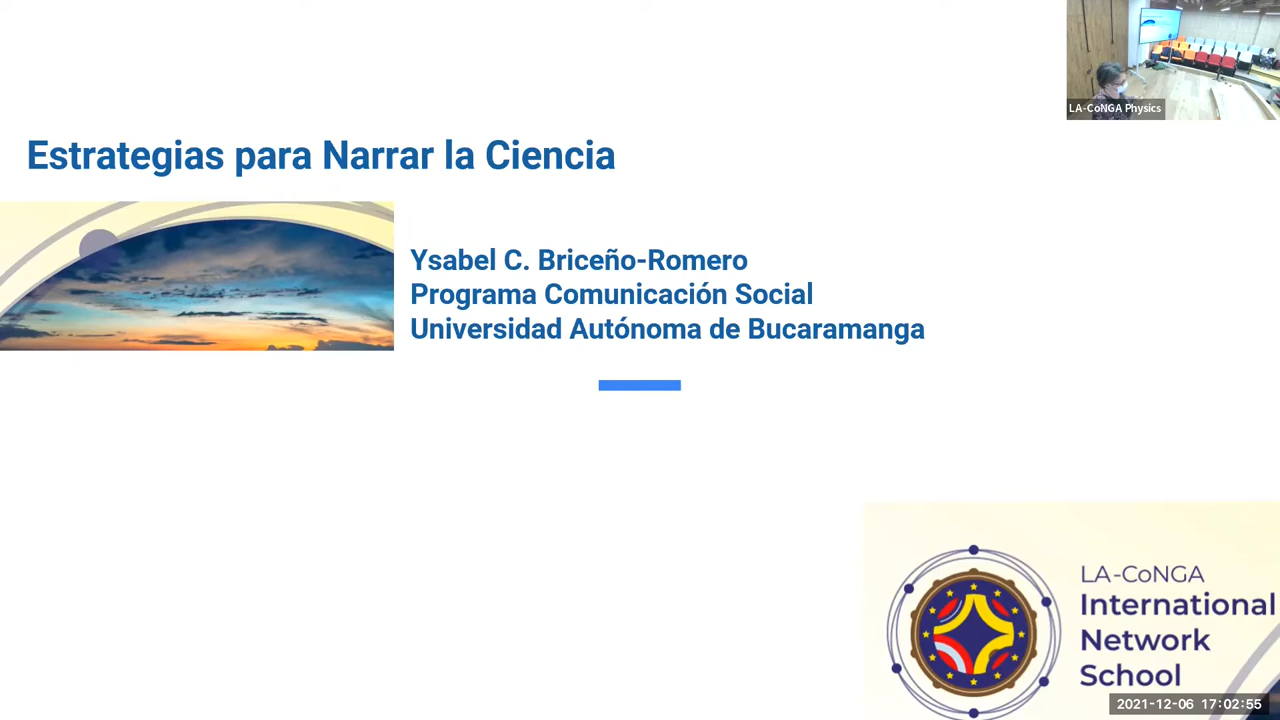 LA-CoNGA Physics
Estrategias para Narrar la Ciencia
Ysabel C. Briceño-Romero
Programa Comunicación Social
Universidad Autónoma de Bucaramanga
LA-CoNGA
International
Network
School
2021-12-06 17:02:55